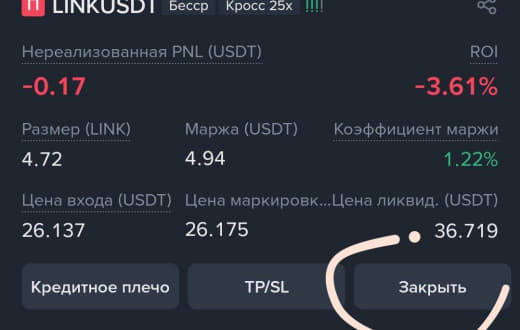 П LINKUSDT Бесср Кросс 25x !!!!
Нереализованная PNL (USDT) ROI
-0.17 -3.61%
Размер (LINK) Маржа (USDT) Коэффициент маржи
4.72 4.94 1.22%
Цена входа (USDT) Цена маркировк... Цена ликвид. (USDT)
26.137 26.175 36.719
Кредитное плечо TP/SL Закрыть